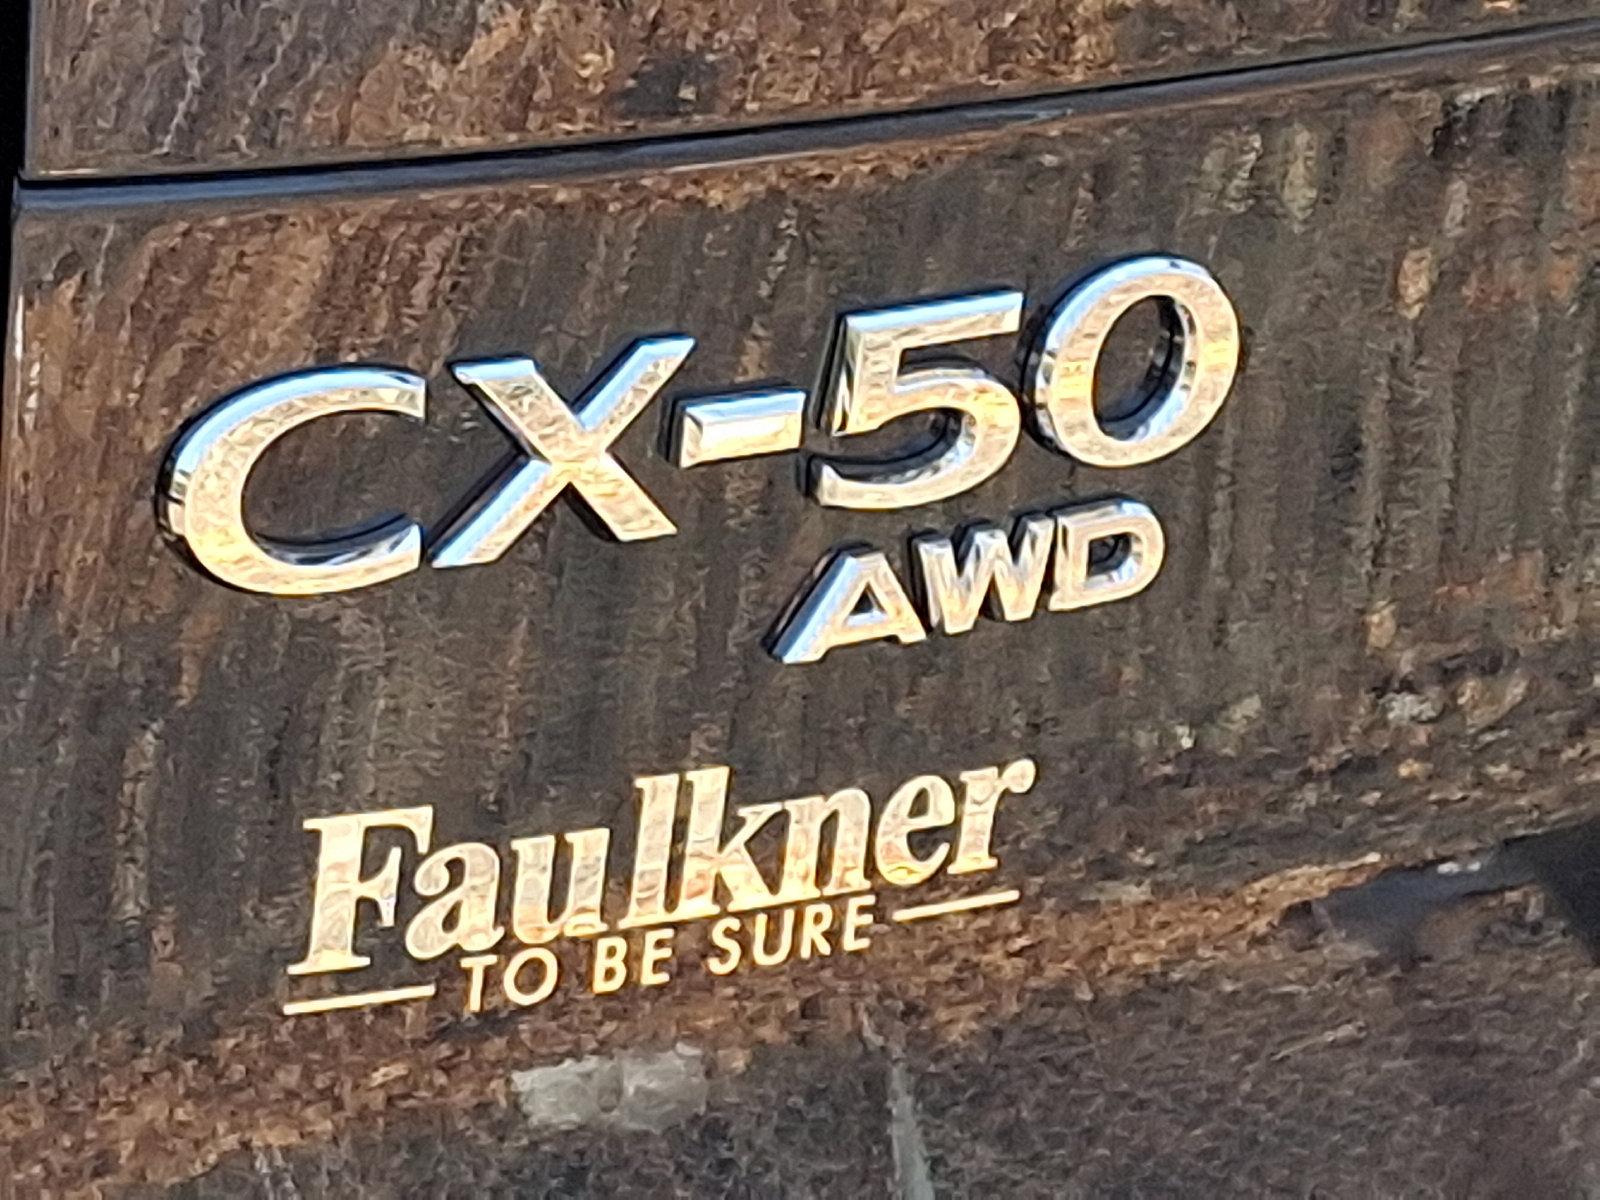 CX-50
AWD
Faulkner
TO BE SURE